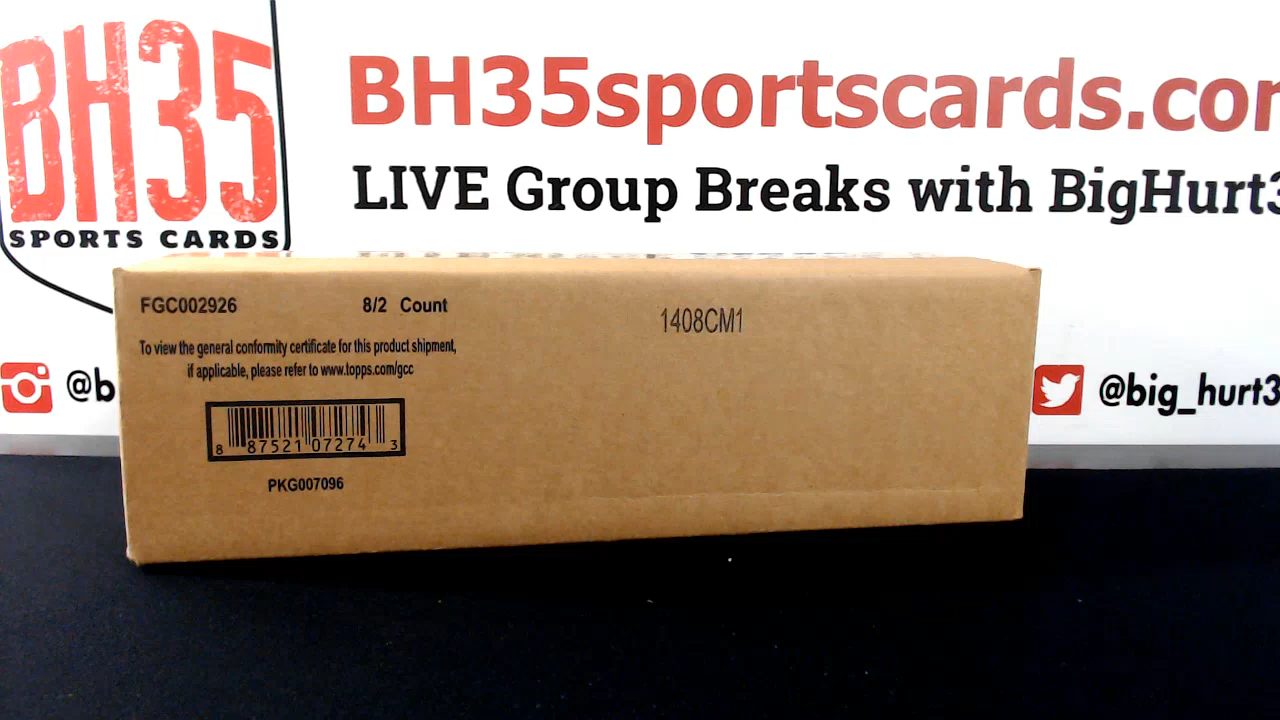 BH35
SPORTS CARDS
BH35sportscards.com
LIVE Group Breaks with BigHurt3
@b
@big_hurt3
FGC002926 8/2 Count
To view the general conformity certificate for this product shipment,
if applicable, please refer to www.topps.com/gcc
8 87521 07274 3
PKG007096
1408CM1